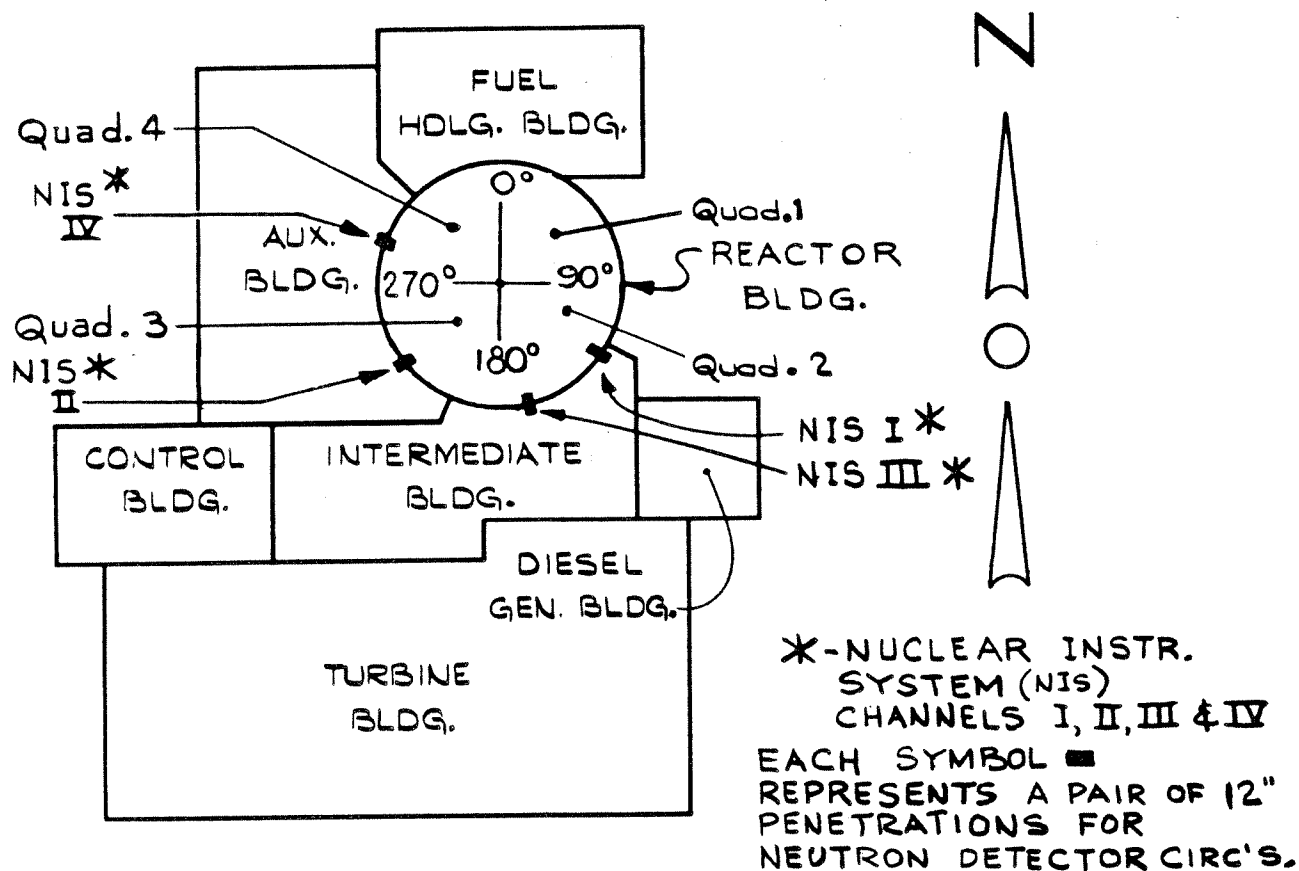 N
FUEL
HDLG. BLDG.
Quad. 4
NIS *
IV
0°
Quad. 1
AUX.
BLDG.
270°
90°
REACTOR
BLDG.
Quad. 3
180°
Quad. 2
NIS *
II
NIS I *
NIS III *
CONTROL
BLDG.
INTERMEDIATE
BLDG.
DIESEL
GEN. BLDG.
TURBINE
BLDG.
* - NUCLEAR INSTR.
SYSTEM (NIS)
CHANNELS I, II, III & IV
EACH SYMBOL
REPRESENTS A PAIR OF 12"
PENETRATIONS FOR
NEUTRON DETECTOR CIRC'S.